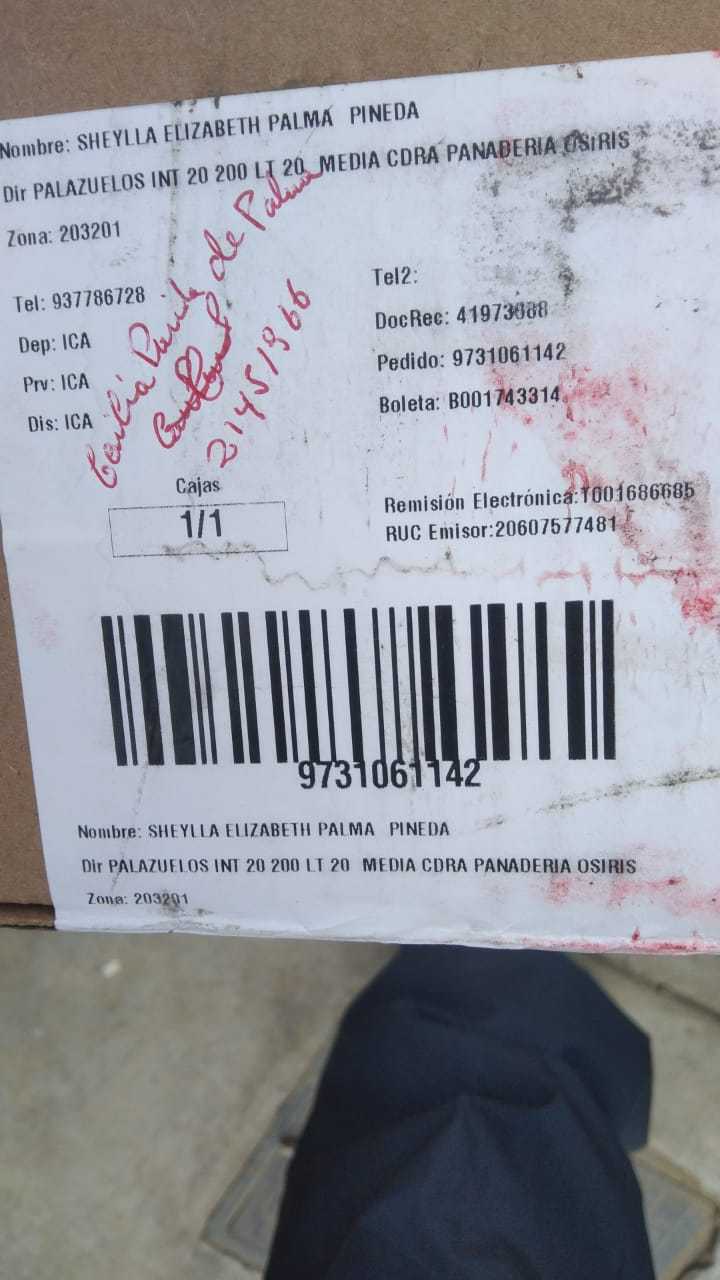 Nombre: SHEYLLA ELIZABETH PALMA PINEDA
Dir PALAZUELOS INT 20 200 LT 20 MEDIA CDRA PANADERIA OSIRIS
Zona: 203201
Tel: 937786728
Dep: ICA
Prv: ICA
Dis: ICA
Tel2:
DocRec:
Pedido: 9731061142
Boleta: B001743314
de Palma
21451966
Cajas
1/1
Remisión Electrónica:T001686685
RUC Emisor:20607577481
9731061142
Nombre: SHEYLLA ELIZABETH PALMA PINEDA
Dir PALAZUELOS INT 20 200 LT 20 MEDIA CDRA PANADERIA OSIRIS
Zona: 203201